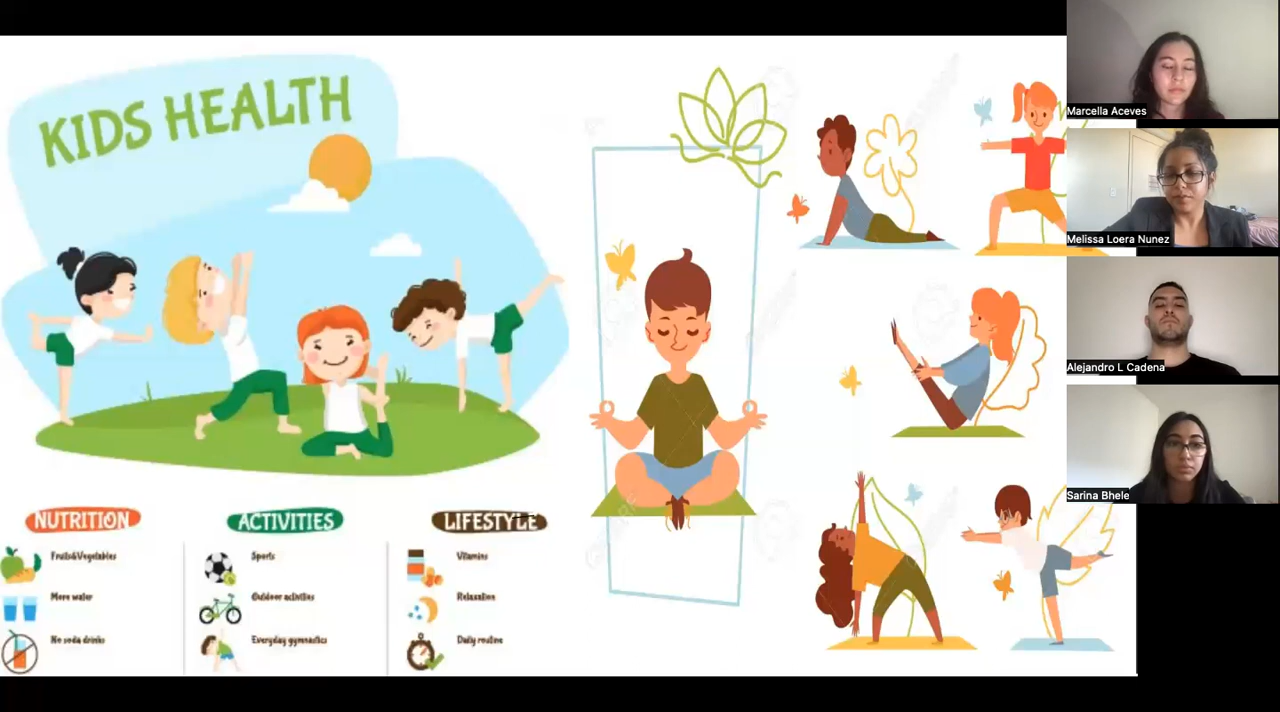 KIDS HEALTH
NUTRITION
Fruits&Vegetables
More water
No soda drinks
ACTIVITIES
Sports
Outdoor activities
Everyday gymnastics
LIFESTYLE
Vitamins
Relaxation
Daily routine
Marcella Aceves
Melissa Loera Nunez
Alejandro L Cadena
Sarina Bhele